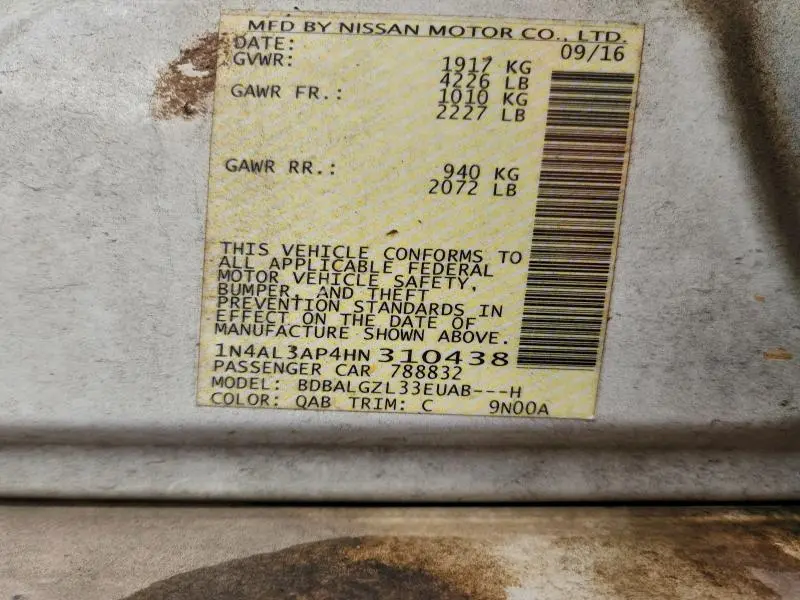 MFD BY NISSAN MOTOR CO., LTD.
DATE: 09/16
GVWR: 1917 KG
4226 LB
GAWR FR.: 1010 KG
2227 LB
GAWR RR.: 940 KG
2072 LB
THIS VEHICLE CONFORMS TO
ALL APPLICABLE FEDERAL
MOTOR VEHICLE SAFETY,
BUMPER, AND THEFT
PREVENTION STANDARDS IN
EFFECT ON THE DATE OF
MANUFACTURE SHOWN ABOVE.
1N4AL3AP4HN 310438
PASSENGER CAR 788832
MODEL: BDBALGZL33EUAB---H
COLOR: QAB TRIM: C 9N00A